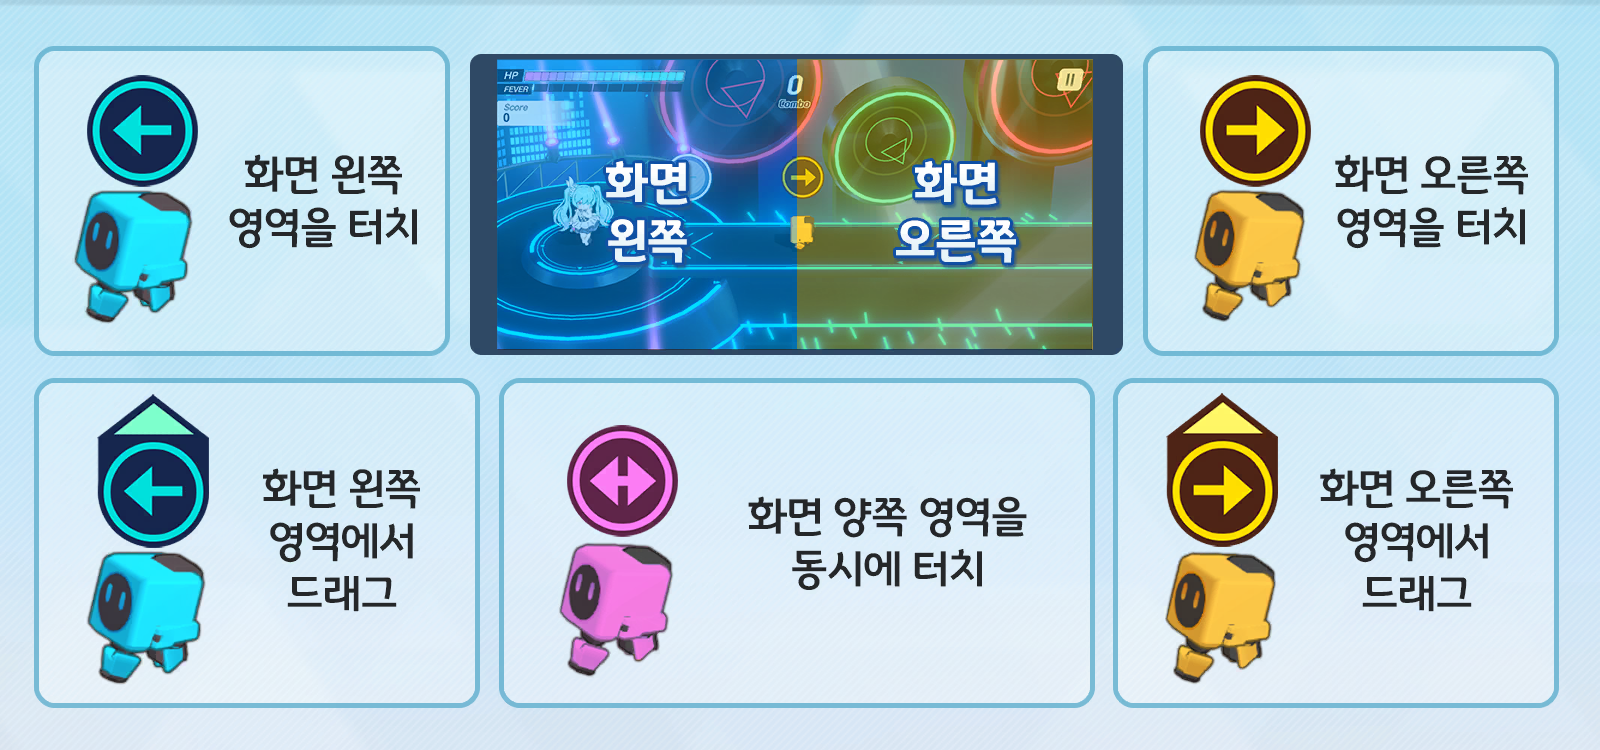 화면 왼쪽
영역을 터치
HP
FEVER
Score
0
0
Combo
화면
왼쪽
화면
오른쪽
화면 오른쪽
영역을 터치
화면 왼쪽
영역에서
드래그
화면 양쪽 영역을
동시에 터치
화면 오른쪽
영역에서
드래그